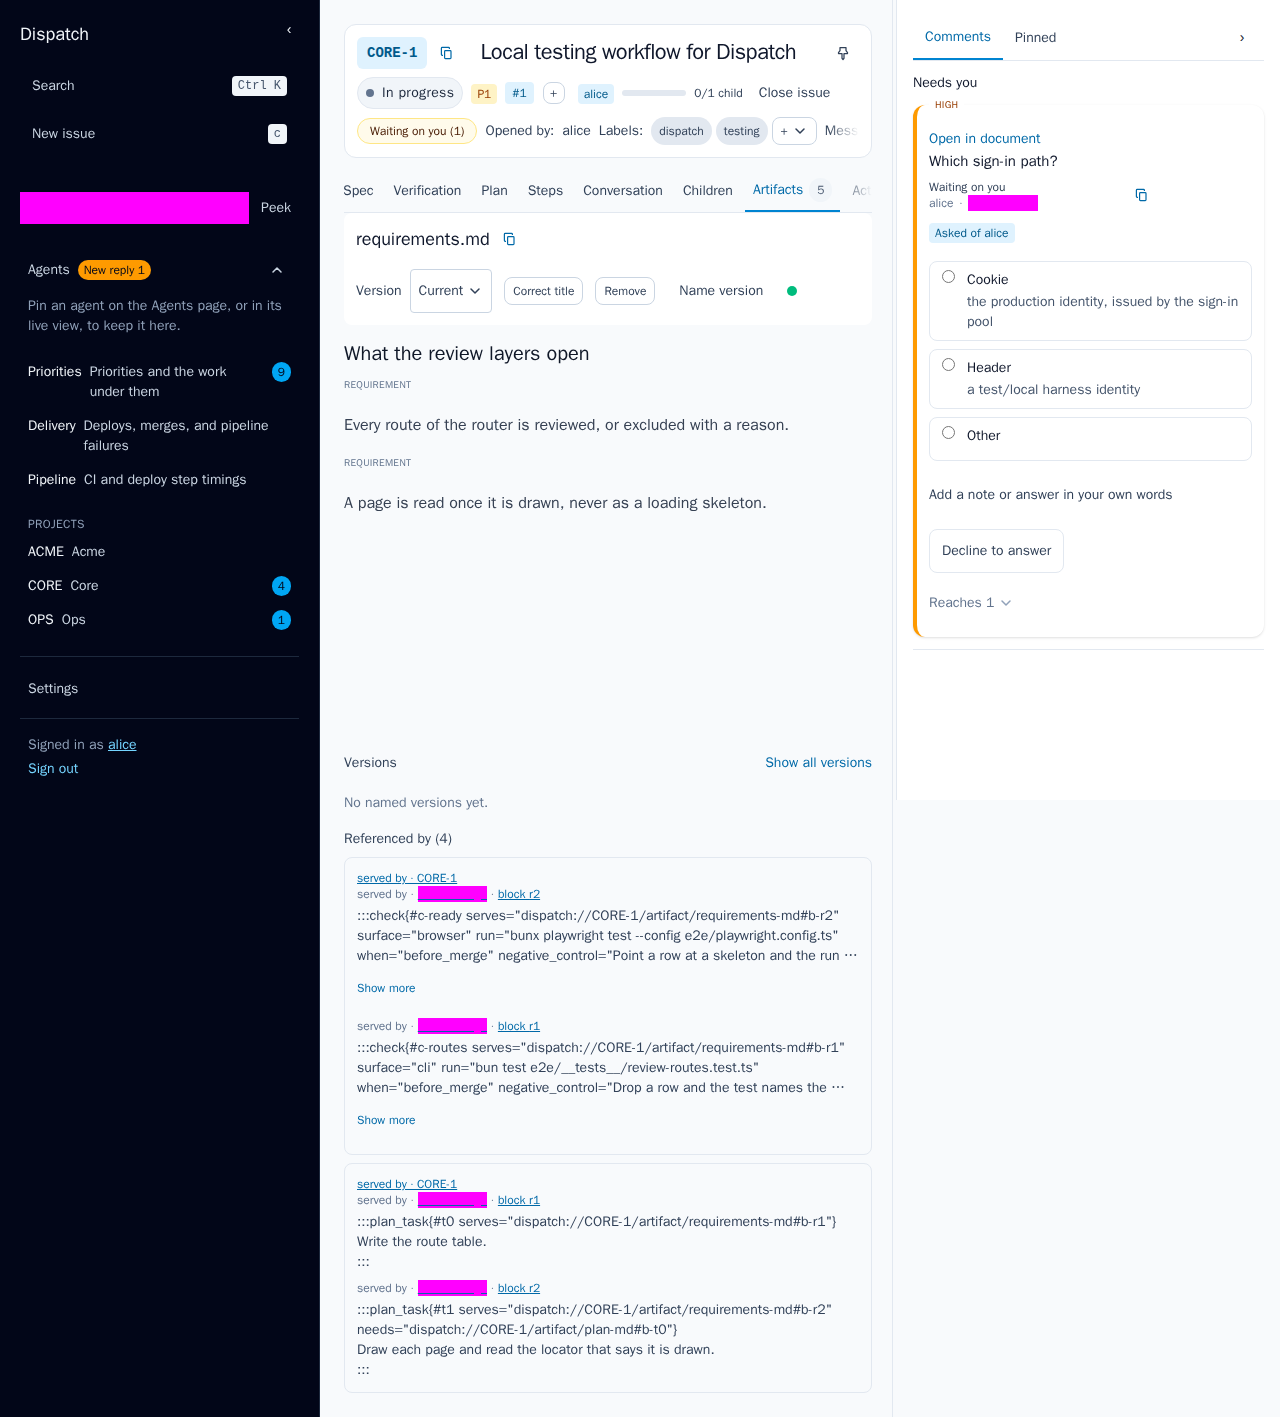 Dispatch
Search
Ctrl K
New issue
C
Peek
Agents
New reply 1
Pin an agent on the Agents page, or in its
live view, to keep it here.
Priorities Priorities and the work
under them
9
Delivery Deploys, merges, and pipeline
failures
Pipeline CI and deploy step timings
PROJECTS
ACME Acme
CORE Core
4
OPS Ops
1
Settings
Signed in as alice
Sign out
CORE-1
Local testing workflow for Dispatch
In progress
P1
#1
+
alice
0/1 child
Close issue
Waiting on you (1)
Opened by: alice Labels:
dispatch
testing
+
Mess
Spec
Verification
Plan
Steps
Conversation
Children
Artifacts 5
Act
requirements.md
Version
Current
Correct title
Remove
Name version
What the review layers open
REQUIREMENT
Every route of the router is reviewed, or excluded with a reason.
REQUIREMENT
A page is read once it is drawn, never as a loading skeleton.
Versions
Show all versions
No named versions yet.
Referenced by (4)
served by · CORE-1
served by · · block r2
:::check{#c-ready serves="dispatch://CORE-1/artifact/requirements-md#b-r2"
surface="browser" run="bunx playwright test --config e2e/playwright.config.ts"
when="before_merge" negative_control="Point a row at a skeleton and the run ···
Show more
served by · · block r1
:::check{#c-routes serves="dispatch://CORE-1/artifact/requirements-md#b-r1"
surface="cli" run="bun test e2e/__tests__/review-routes.test.ts"
when="before_merge" negative_control="Drop a row and the test names the ···
Show more
served by · CORE-1
served by · · block r1
:::plan_task{#t0 serves="dispatch://CORE-1/artifact/requirements-md#b-r1"}
Write the route table.
:::
served by · · block r2
:::plan_task{#t1 serves="dispatch://CORE-1/artifact/requirements-md#b-r2"
needs="dispatch://CORE-1/artifact/plan-md#b-t0"}
Draw each page and read the locator that says it is drawn.
:::
Comments
Pinned
Needs you
HIGH
Open in document
Which sign-in path?
Waiting on you
alice ·
Asked of alice
Cookie
the production identity, issued by the sign-in
pool
Header
a test/local harness identity
Other
Add a note or answer in your own words
Decline to answer
Reaches 1